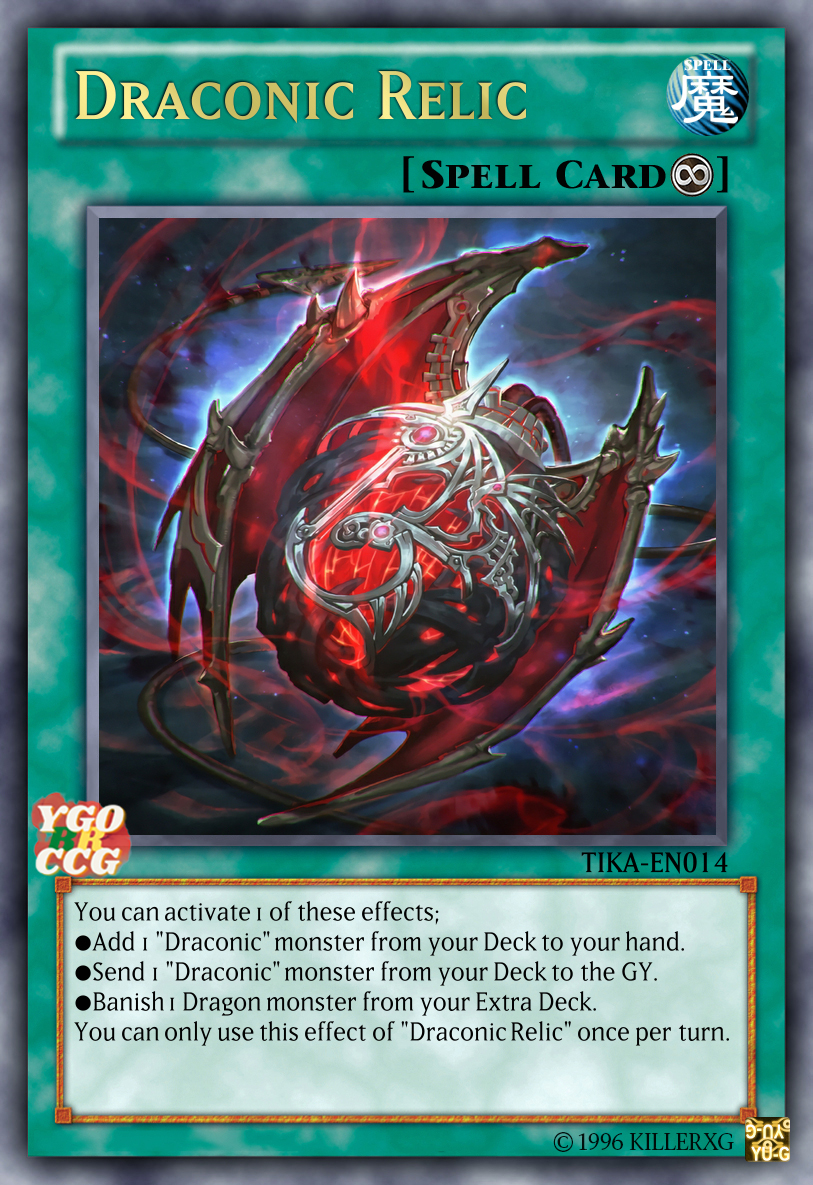 DRACONIC RELIC
SPELL
魔
[SPELL CARD∞]
YGO
BR
CCG
TIKA-EN014
You can activate 1 of these effects;
●Add 1 "Draconic" monster from your Deck to your hand.
●Send 1 "Draconic" monster from your Deck to the GY.
●Banish 1 Dragon monster from your Extra Deck.
You can only use this effect of "Draconic Relic" once per turn.
© 1996 KILLERXG
YU-G